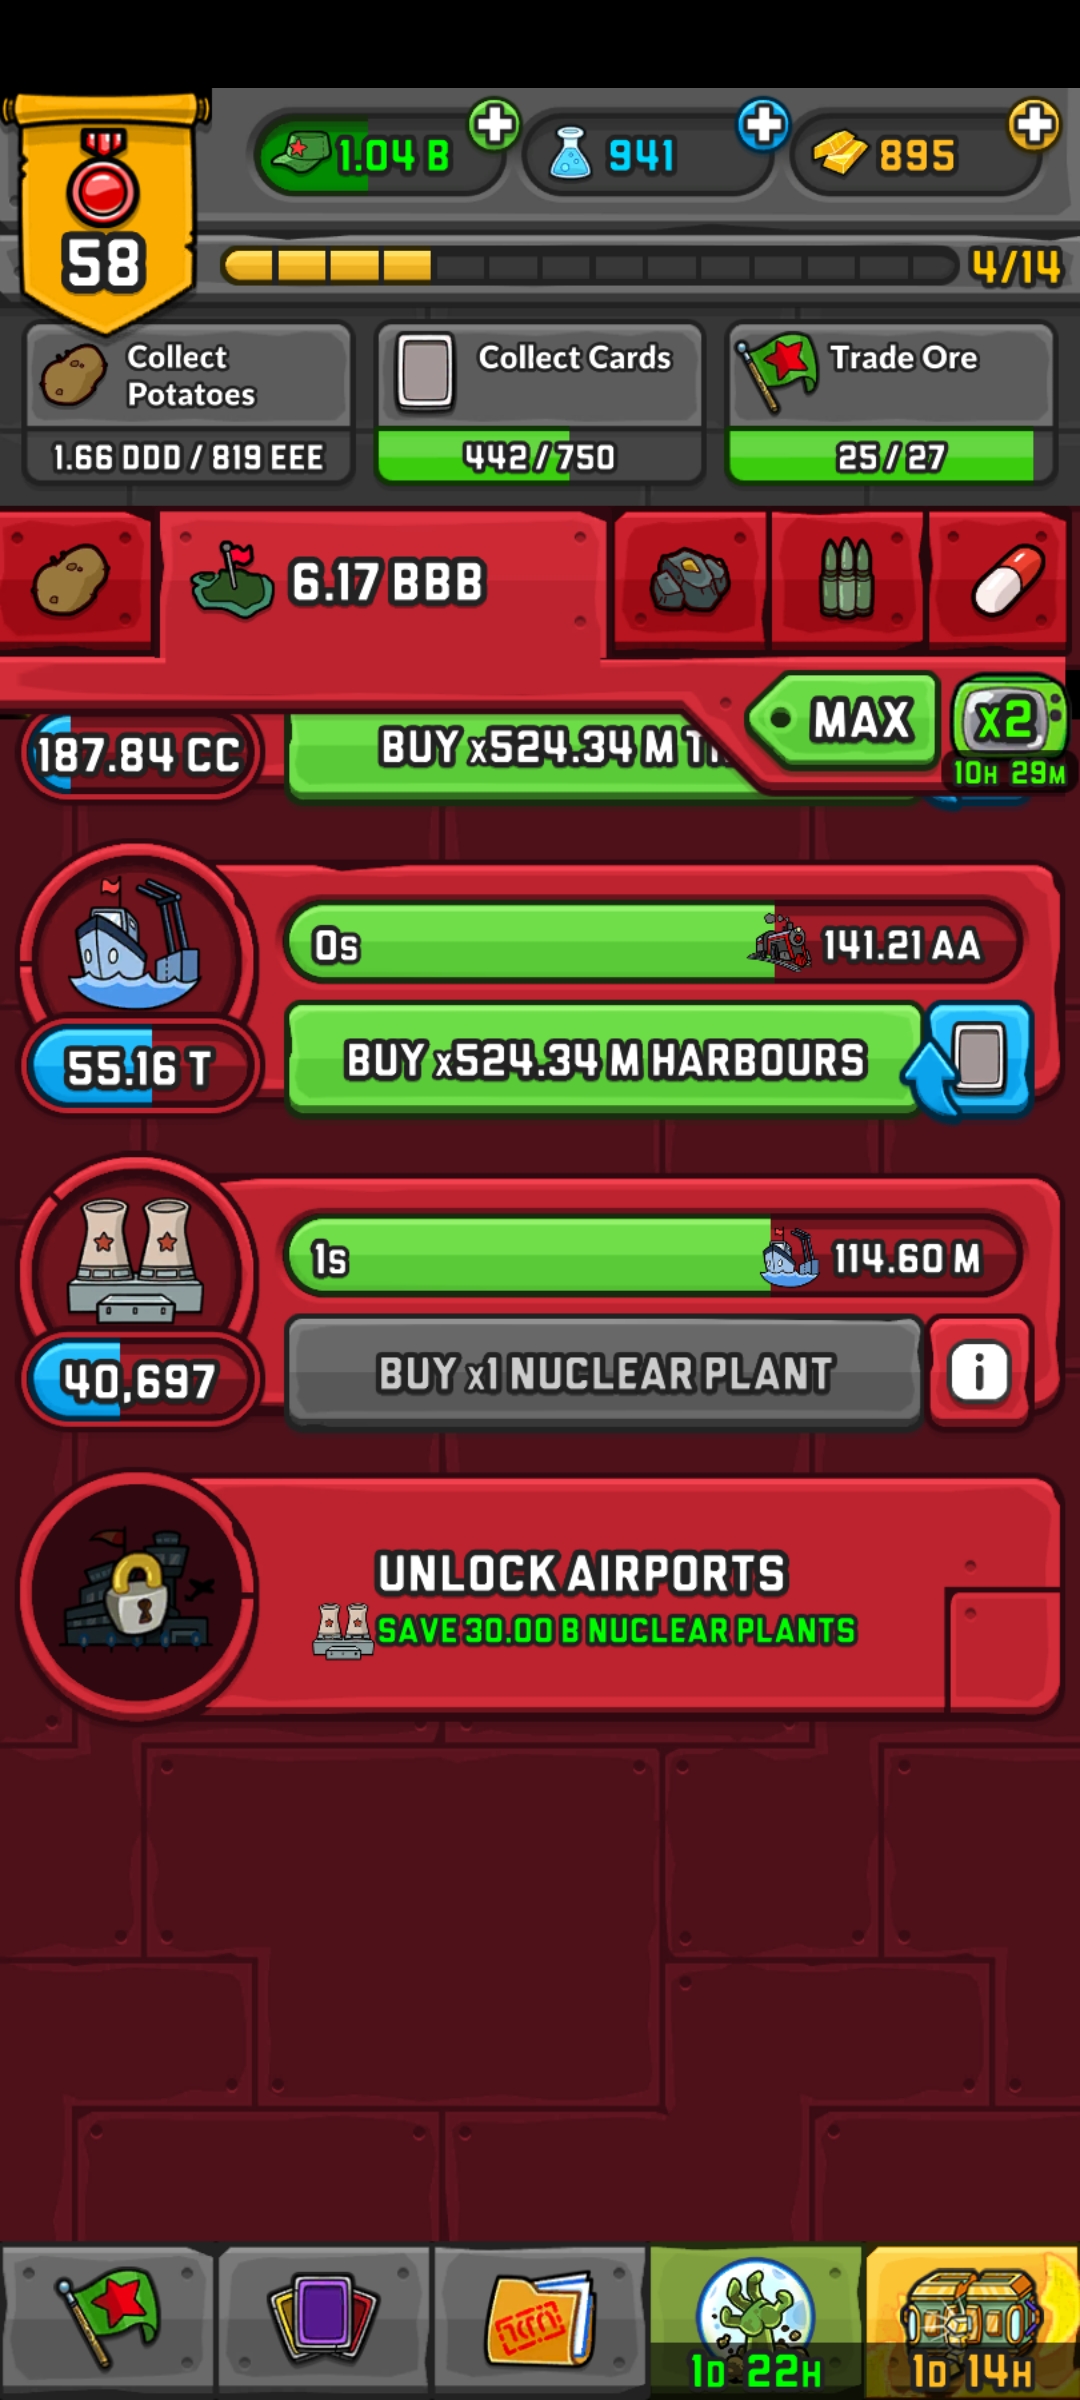 1.04 B
941
895
58
4/14
Collect
Potatoes
Collect Cards
Trade Ore
1.66 DDD / 819 EEE
442/750
25/27
6.17 BBB
MAX
x2
10H 29M
187.84 CC
BUY x524.34 M
0s
141.21 AA
55.16 T
BUY x524.34 M HARBOURS
1s
114.60 M
40,697
BUY x1 NUCLEAR PLANT
i
UNLOCK AIRPORTS
SAVE 30.00 B NUCLEAR PLANTS
1D 22H
1D 14H